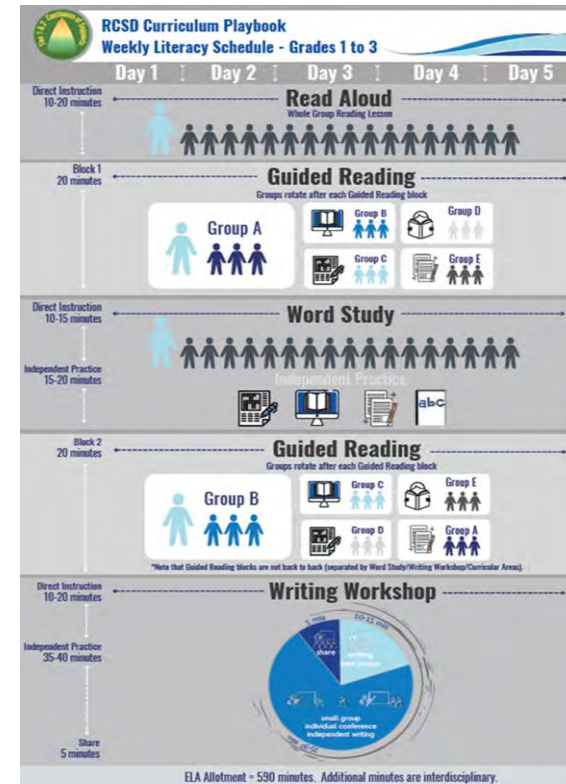 RCSD Curriculum Playbook
Weekly Literacy Schedule - Grades 1 to 3
Day 1 Day 2 Day 3 Day 4 Day 5
Direct Instruction
10-20 minutes
Read Aloud
Whole Group Reading Lesson
Block 1
20 minutes
Guided Reading
Groups rotate after each Guided Reading block
Group A
Group B
Group D
Group C
Group E
Direct Instruction
10-15 minutes
Word Study
Independent Practice
15-20 minutes
Independent Practice
abc
Block 2
20 minutes
Guided Reading
Groups rotate after each Guided Reading block
Group B
Group C
Group E
Group D
Group A
*Note that Guided Reading blocks are not back to back (separated by Word Study/Writing Workshop/Curricular Areas).
Direct Instruction
10-20 minutes
Writing Workshop
Independent Practice
35-40 minutes
5 min
10-15 min
share
writing
mini lesson
small group
individual conference
independent writing
Share
5 minutes
ELA Allotment = 590 minutes. Additional minutes are interdisciplinary.